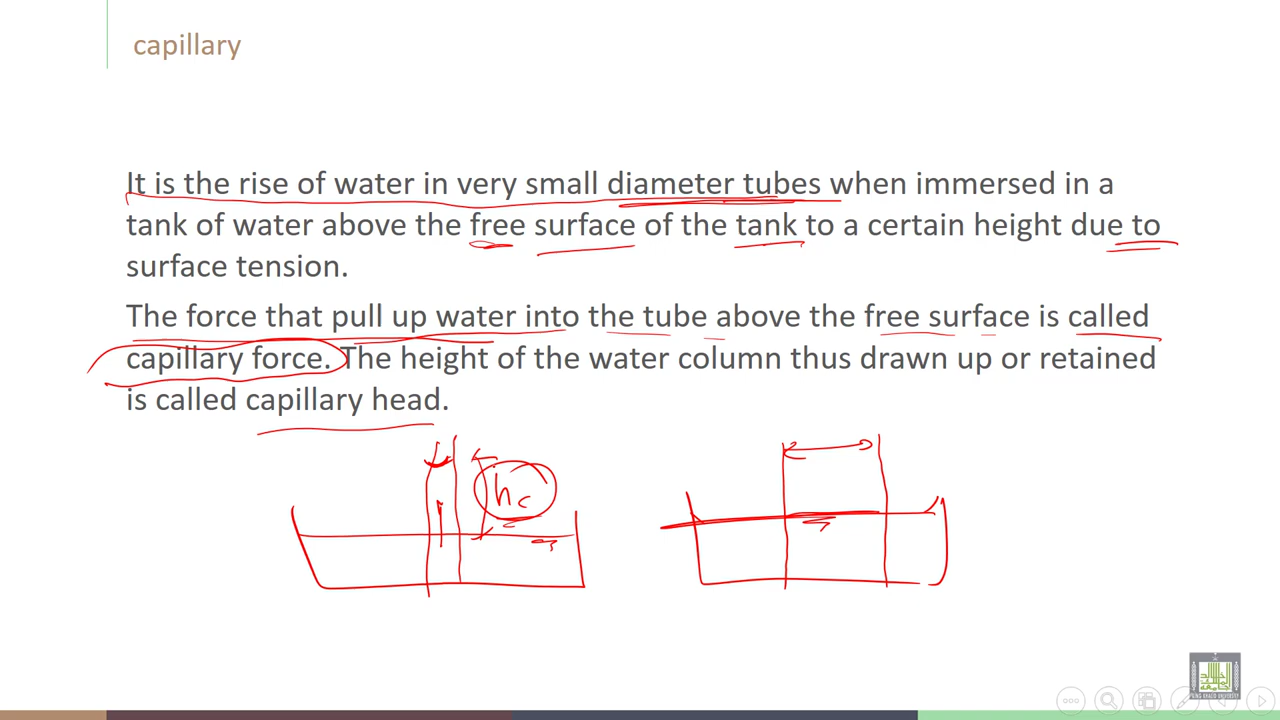 capillary
It is the rise of water in very small diameter tubes when immersed in a
tank of water above the free surface of the tank to a certain height due to
surface tension.
The force that pull up water into the tube above the free surface is called
capillary force. The height of the water column thus drawn up or retained
is called capillary head.
hc